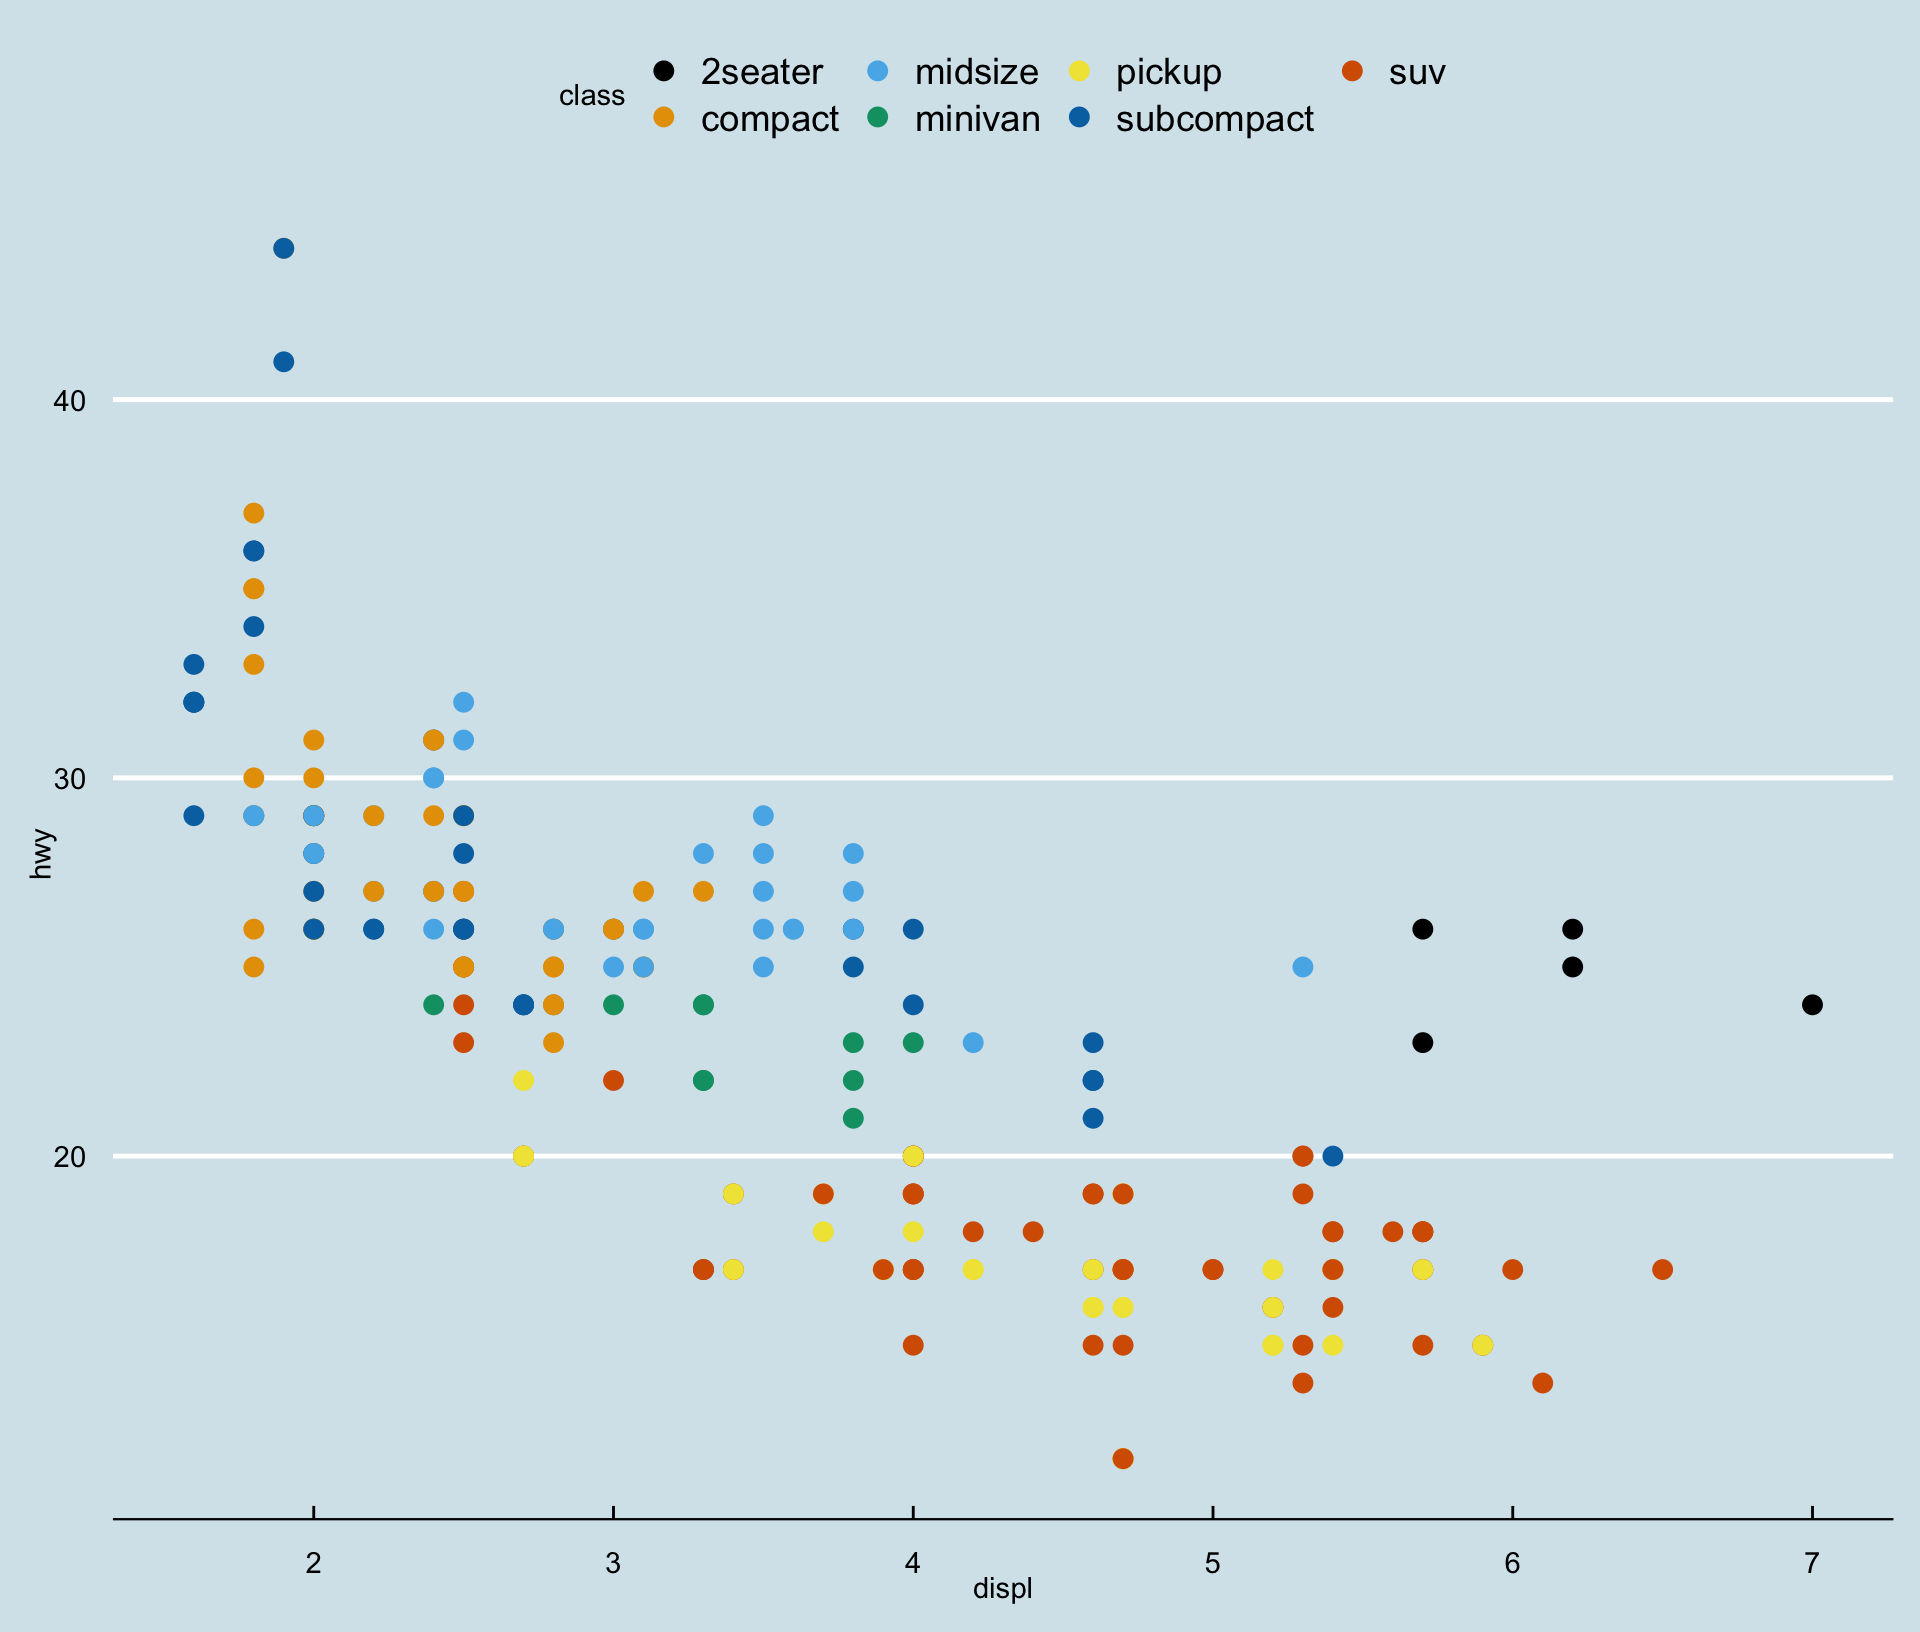 class
2seater midsize pickup suv
compact minivan subcompact
40
30
20
hwy
2 3 4 5 6 7
displ